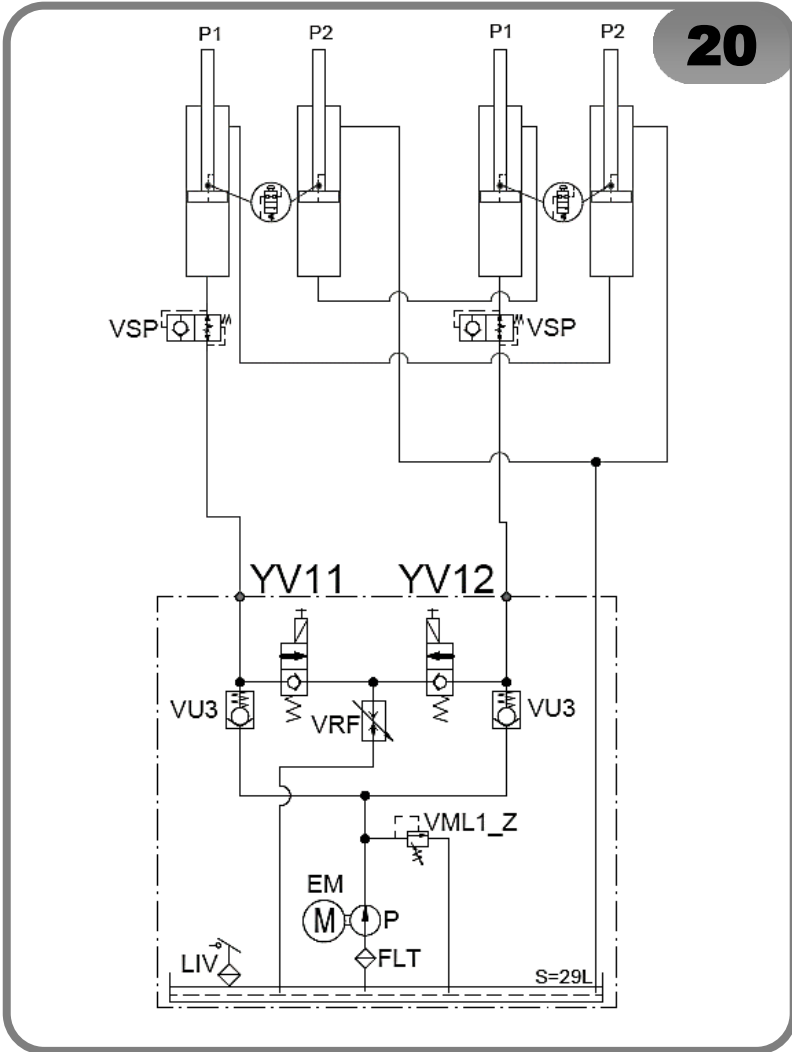 20
P1 P2 P1 P2
VSP VSP
YV11 YV12
VU3 VRF VU3
VML1_Z
EM
M P
LIV FLT
S=29L